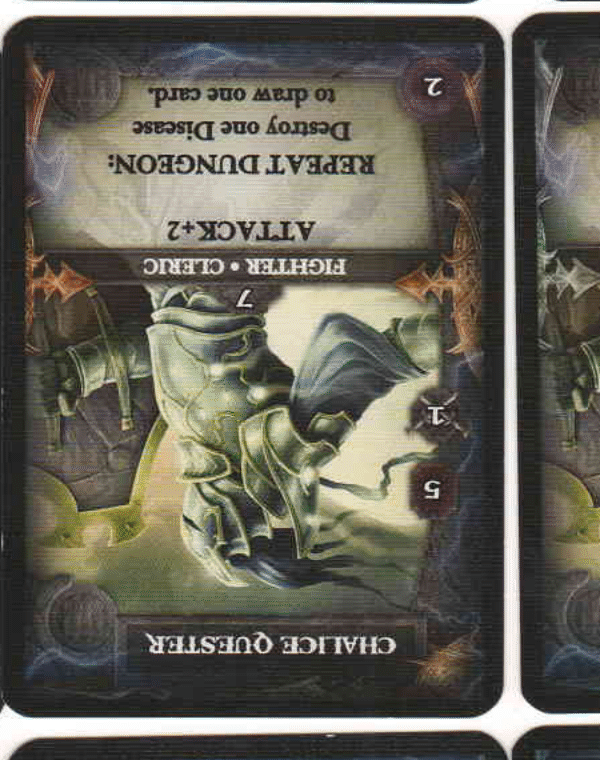 CHALICE QUESTER
5
1
7
FIGHTER • CLERIC
ATTACK+2
REPEAT DUNGEON:
Destroy one Disease
to draw one card.
2